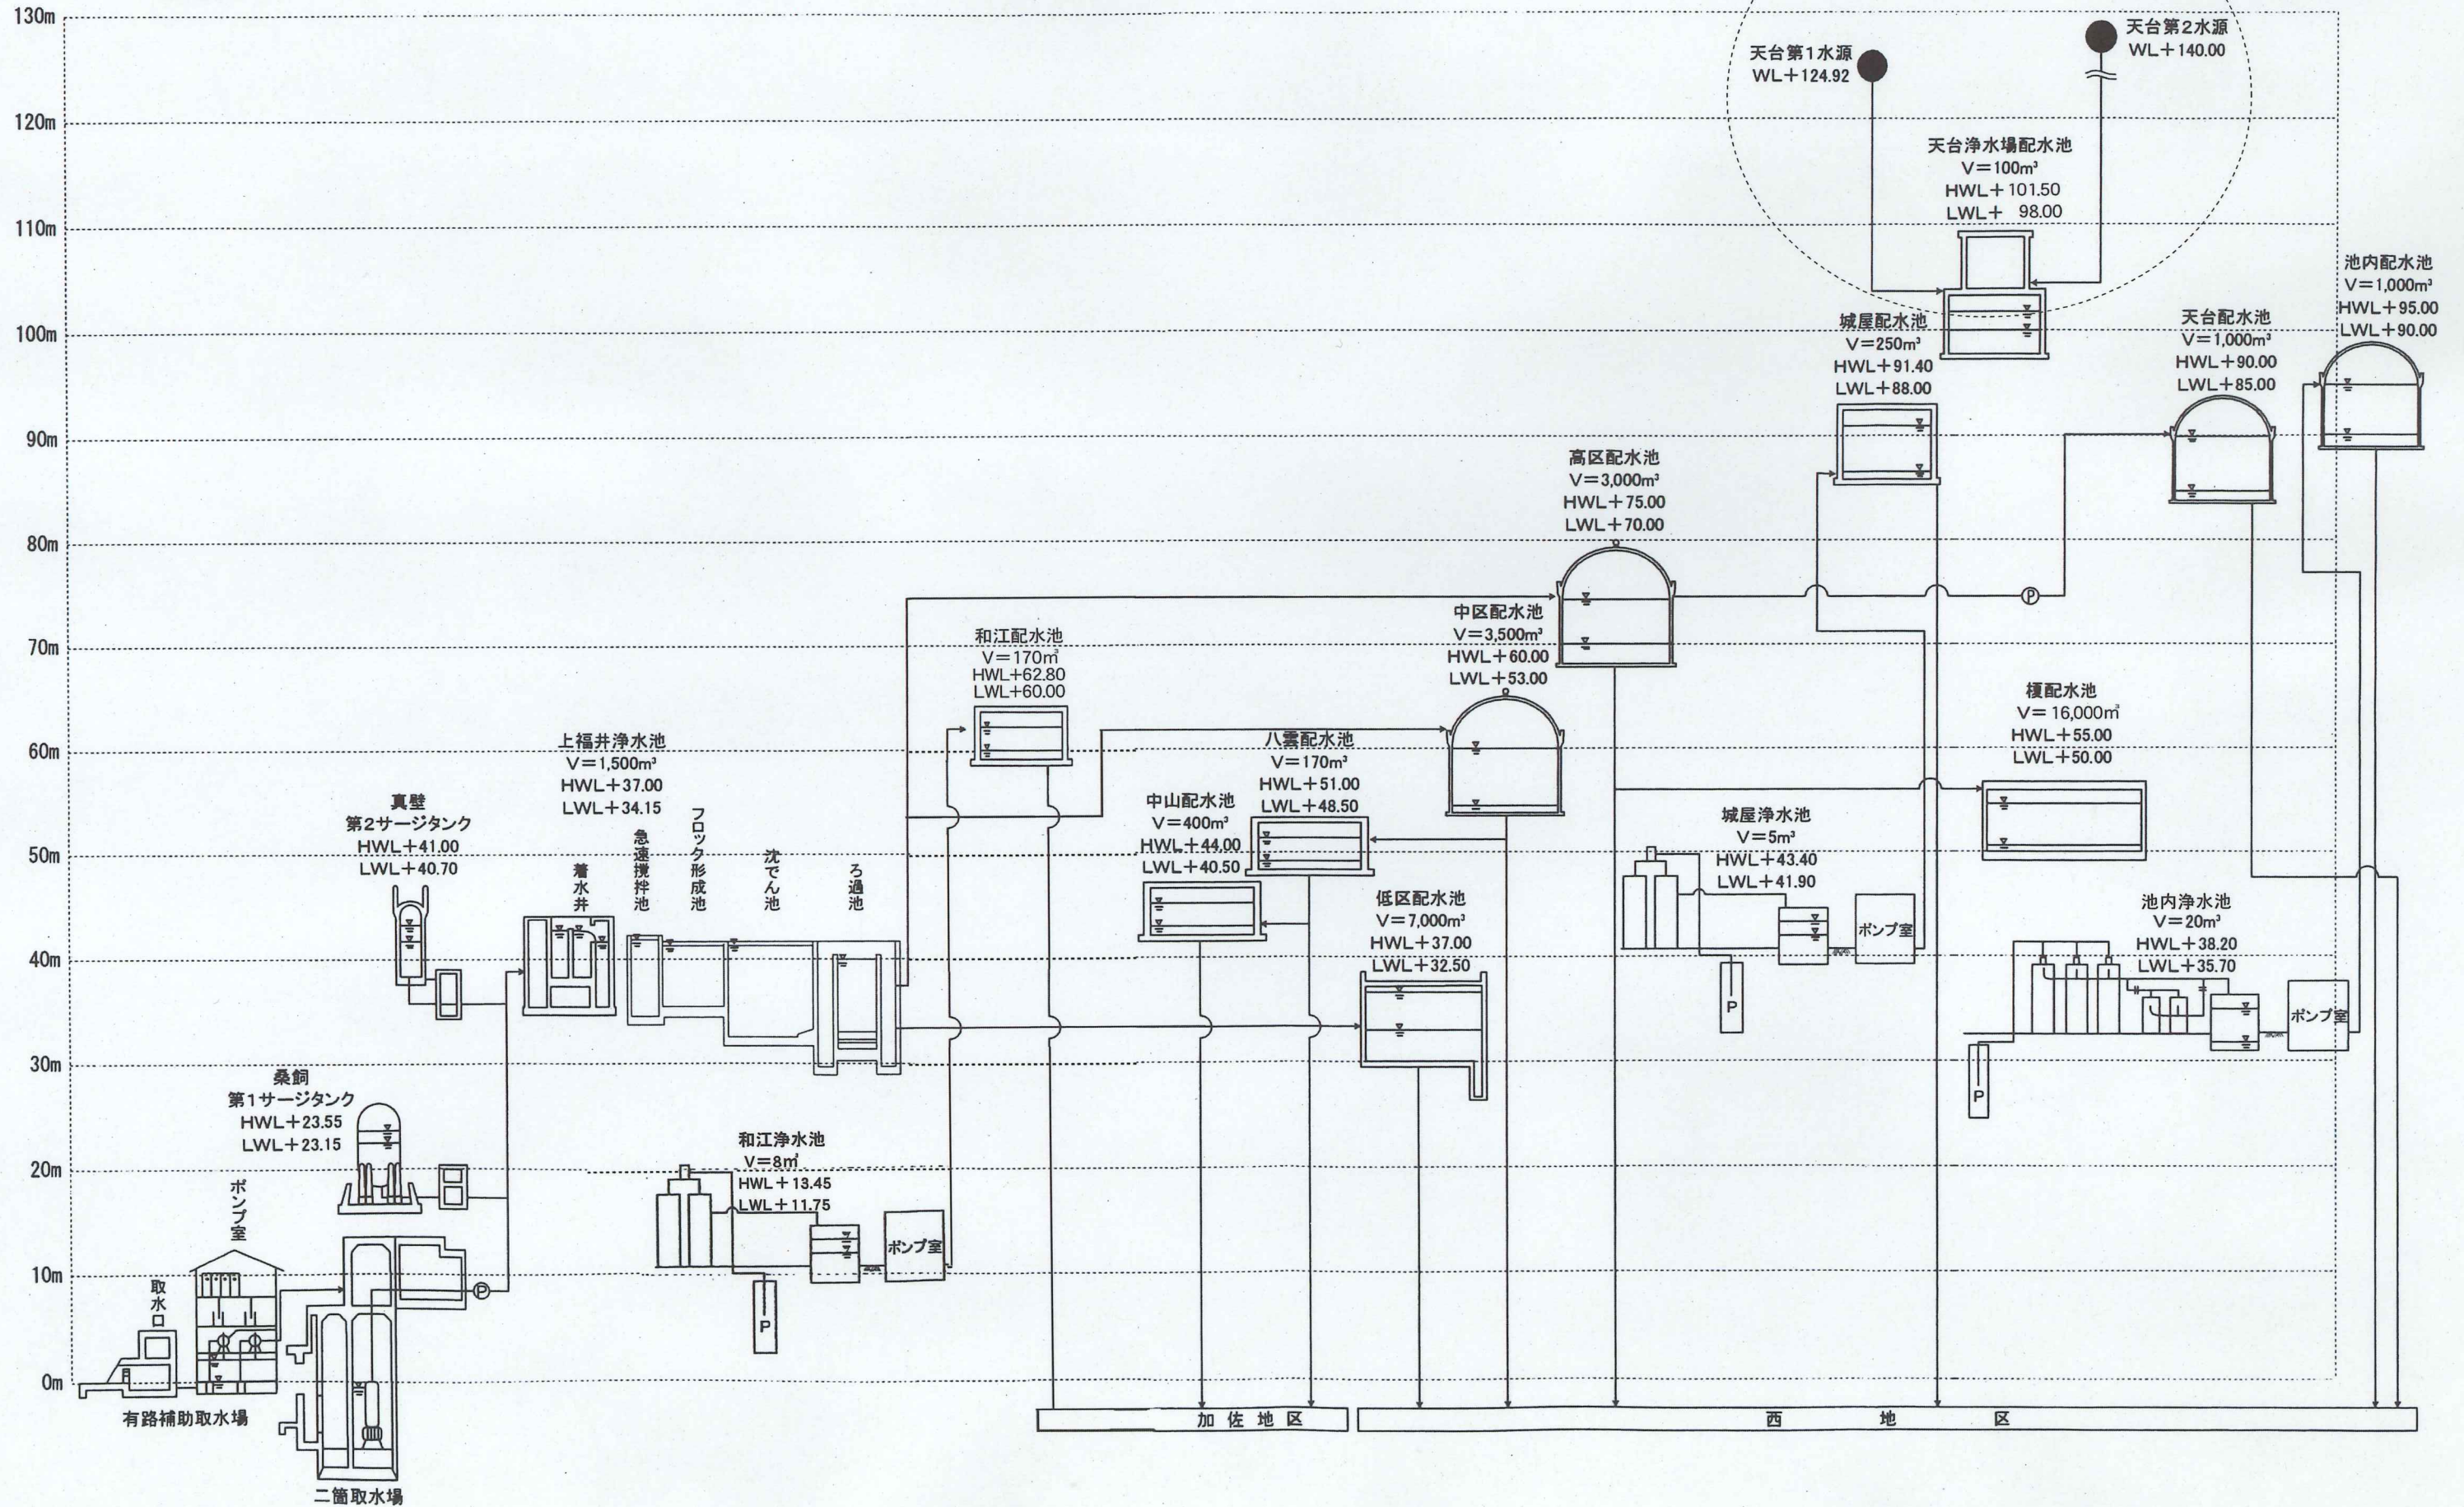 130m
120m
110m
100m
90m
80m
70m
60m
50m
40m
30m
20m
10m
0m
天台第1水源
WL+124.92
天台第2水源
WL+140.00
天台浄水場配水池
V=100m³
HWL+101.50
LWL+ 98.00
池内配水池
V=1,000m³
HWL+95.00
LWL+90.00
天台配水池
V=1,000m³
HWL+90.00
LWL+85.00
城屋配水池
V=250m³
HWL+91.40
LWL+88.00
高区配水池
V=3,000m³
HWL+75.00
LWL+70.00
P
中区配水池
V=3,500m³
HWL+60.00
LWL+53.00
和江配水池
V=170㎥
HWL+62.80
LWL+60.00
榎配水池
V= 16,000㎥
HWL+55.00
LWL+50.00
八雲配水池
V=170m³
HWL+51.00
LWL+48.50
中山配水池
V=400m³
HWL+44.00
LWL+40.50
低区配水池
V=7,000m³
HWL+37.00
LWL+32.50
城屋浄水池
V=5m³
HWL+43.40
LWL+41.90
ポンプ室
P
池内浄水池
V=20m³
HWL+38.20
LWL+35.70
ポンプ室
P
上福井浄水池
V=1,500m³
HWL+37.00
LWL+34.15
着水井
急速攪拌池
フロック形成池
沈でん池
ろ過池
真壁
第2サージタンク
HWL+41.00
LWL+40.70
桑飼
第1サージタンク
HWL+23.55
LWL+23.15
和江浄水池
V=8㎥
HWL+13.45
LWL+11.75
ポンプ室
P
ポンプ室
取水口
P
有路補助取水場
二箇取水場
加佐地区
西地区